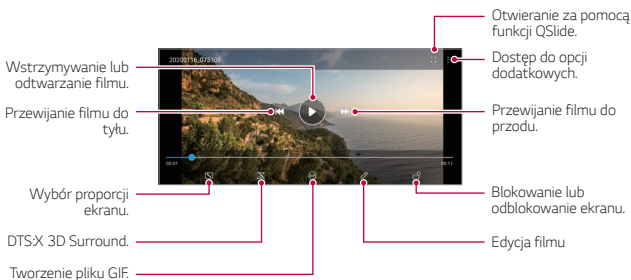 Otwieranie za pomocą
funkcji QSlide.
Dostęp do opcji
dodatkowych.
20200116_075108
Wstrzymywanie lub
odtwarzanie filmu.
Przewijanie filmu do
tyłu.
Przewijanie filmu do
przodu.
00:01
00:11
Wybór proporcji
ekranu.
Blokowanie lub
odblokowanie ekranu.
DTS:X 3D Surround.
Edycja filmu
Tworzenie pliku GIF.